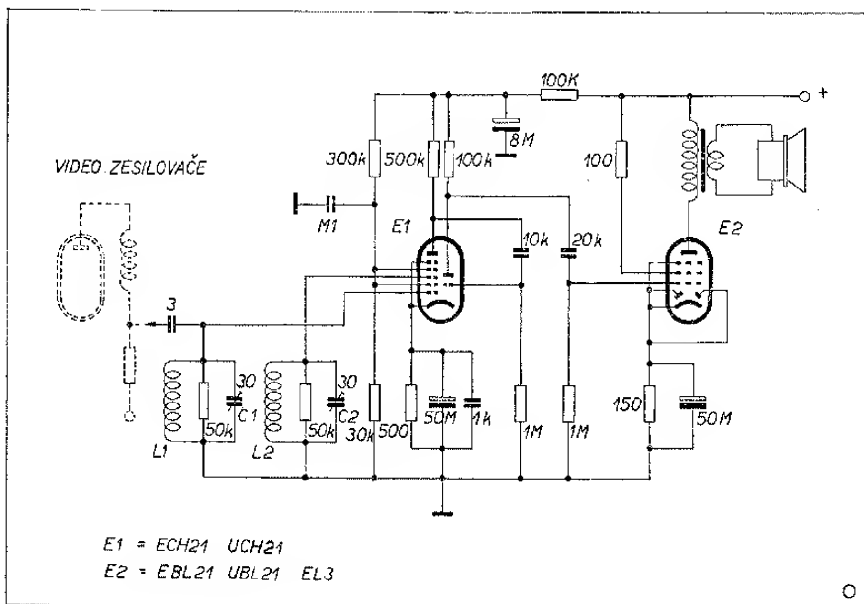 100K
+
8M
300k
500k
100k
100
VIDEO ZESILOVAČE
M1
E1
10k
20k
E2
3
30
C1
50k
L1
30
C2
50k
L2
30k
500
50M
1k
1M
1M
150
50M
E1 = ECH21 UCH21
E2 = EBL21 UBL21 EL3